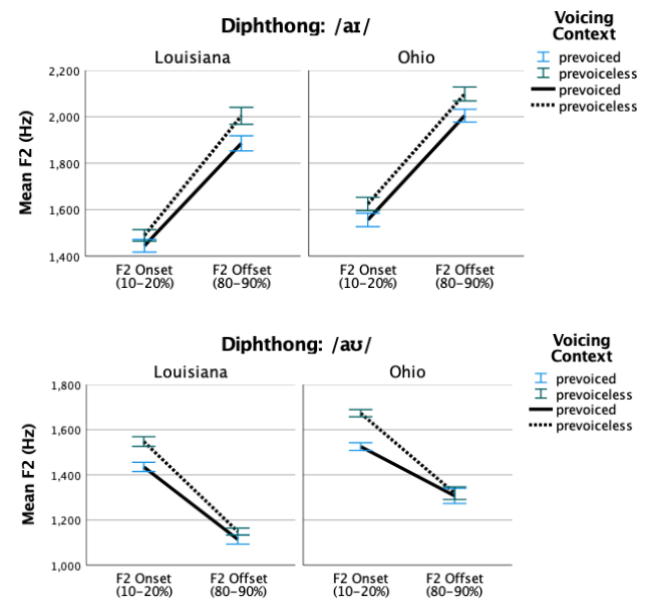 Diphthong: /aɪ/
Voicing
Context
prevoiced
prevoiceless
prevoiced
prevoiceless
Louisiana
Ohio
Mean F2 (Hz)
2,200
2,000
1,800
1,600
1,400
F2 Onset
(10–20%)
F2 Offset
(80–90%)
F2 Onset
(10–20%)
F2 Offset
(80–90%)
Diphthong: /aʊ/
Voicing
Context
prevoiced
prevoiceless
prevoiced
prevoiceless
Louisiana
Ohio
Mean F2 (Hz)
1,800
1,600
1,400
1,200
1,000
F2 Onset
(10–20%)
F2 Offset
(80–90%)
F2 Onset
(10–20%)
F2 Offset
(80–90%)